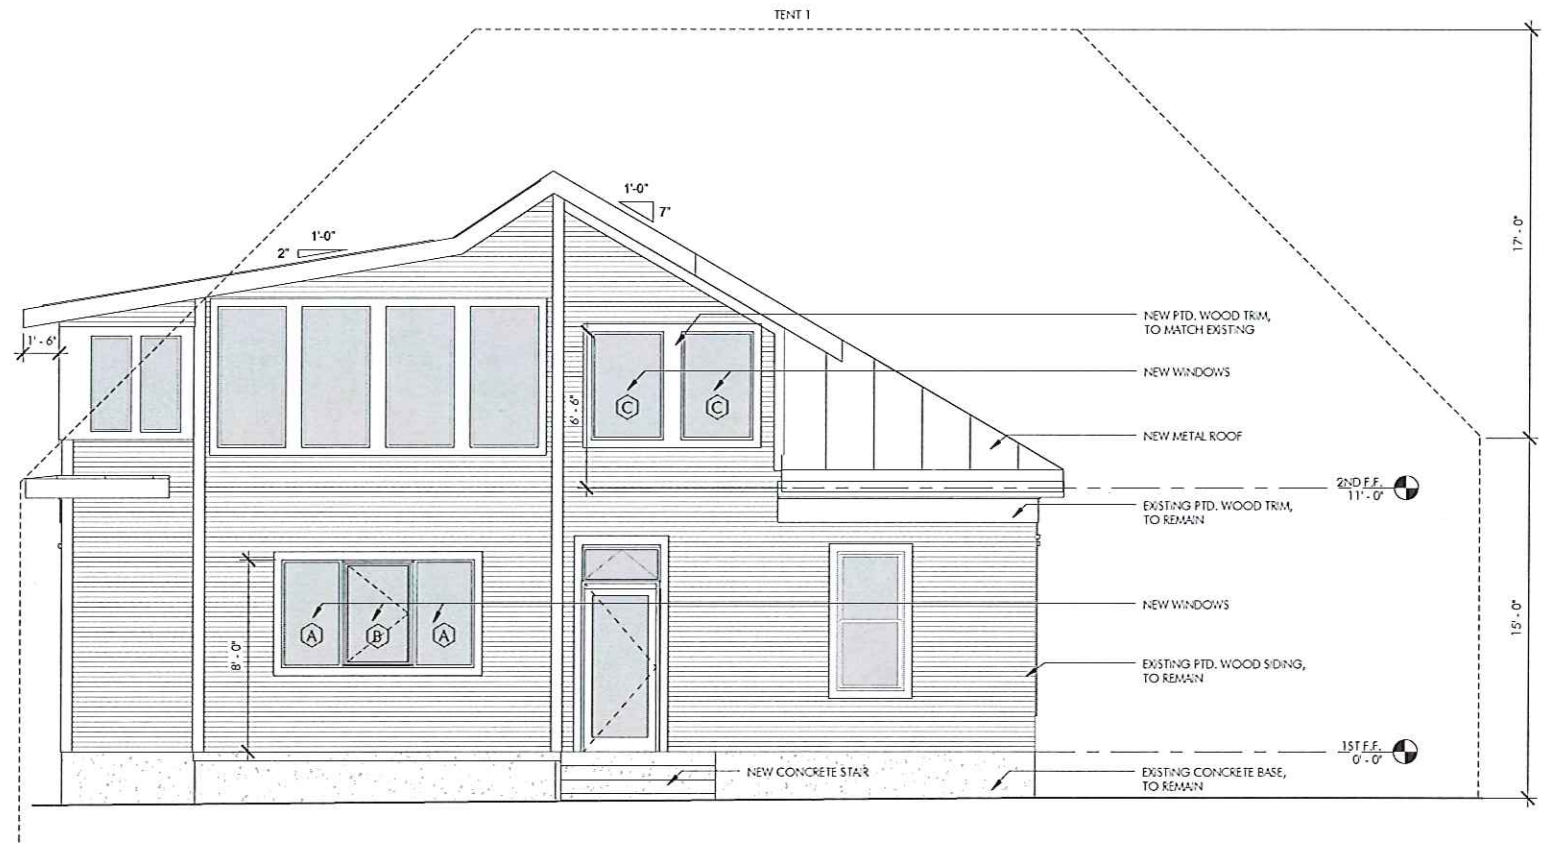 TENT 1
1'-0"
7"
1'-0"
2"
17' - 0"
NEW PTD. WOOD TRIM,
TO MATCH EXISTING
1' - 6"
NEW WINDOWS
C
C
6' - 6"
NEW METAL ROOF
2ND F.F.
11' - 0"
EXISTING PTD. WOOD TRIM,
TO REMAIN
NEW WINDOWS
15' - 0"
A
B
A
8' - 0"
EXISTING PTD. WOOD SIDING,
TO REMAIN
1ST F.F.
0' - 0"
NEW CONCRETE STAIR
EXISTING CONCRETE BASE,
TO REMAIN